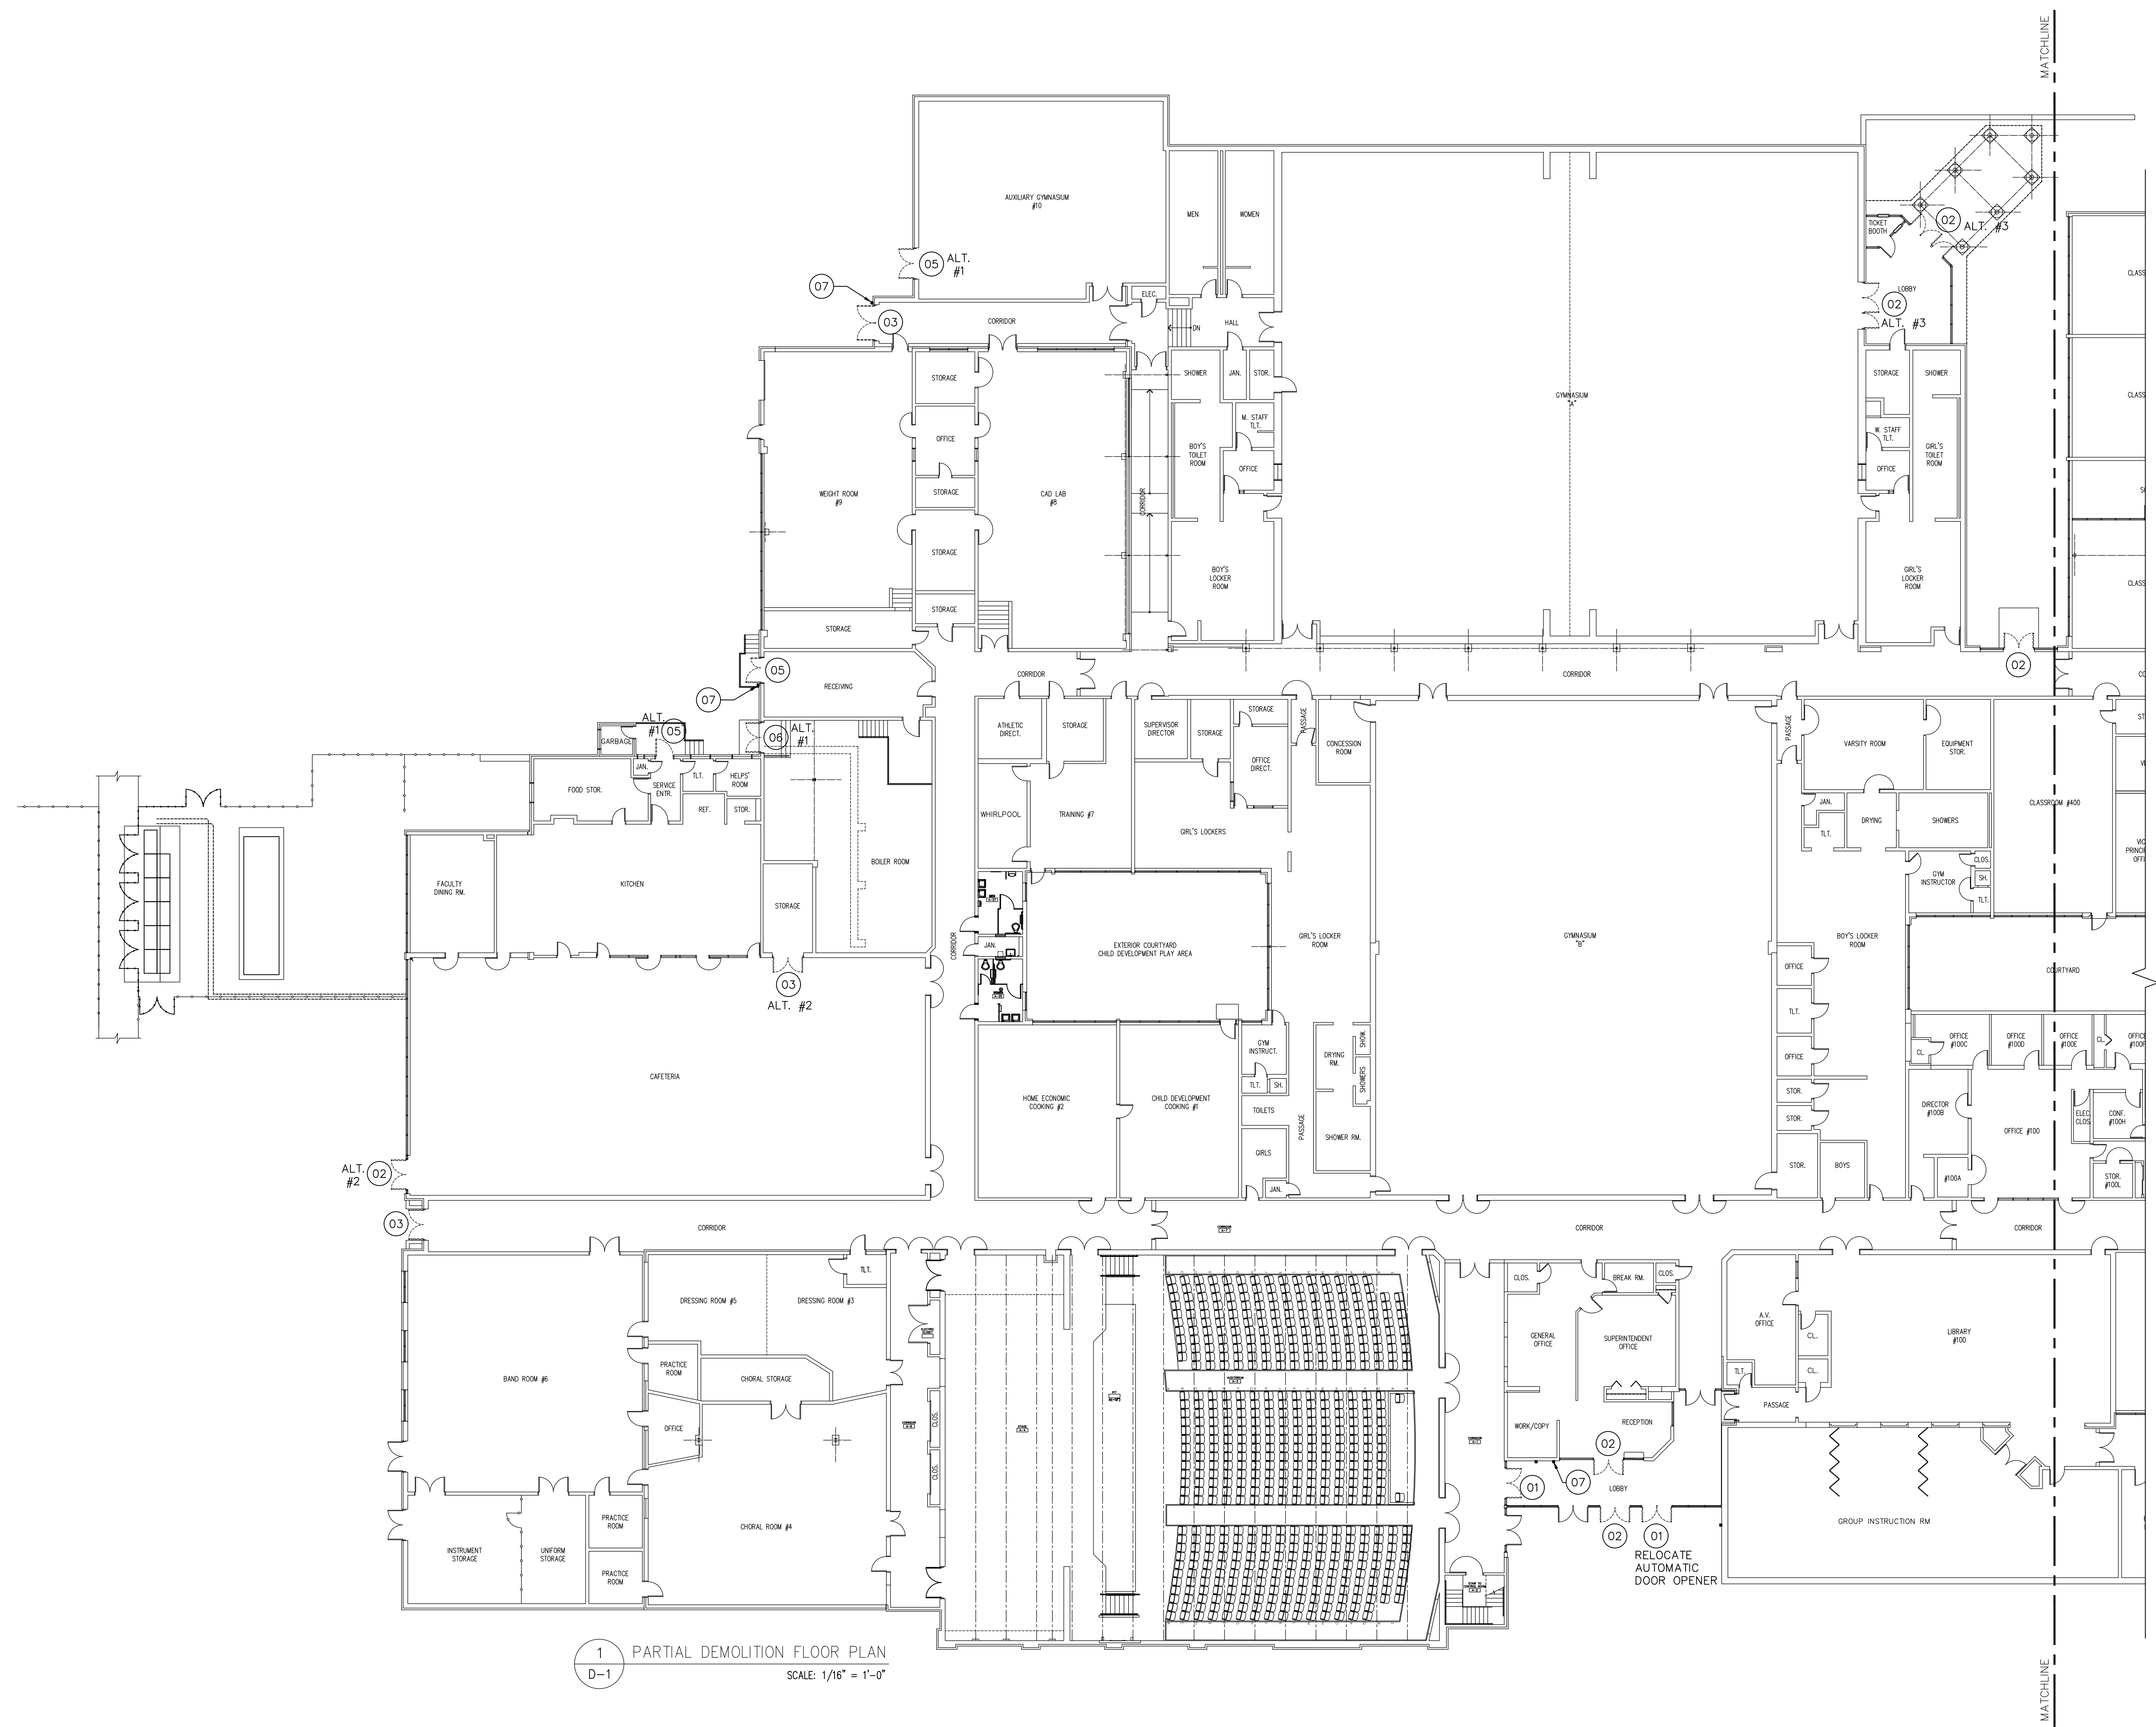 MATCHLINE
AUXILIARY GYMNASIUM
#10
MEN
WOMEN
TICKET
BOOTH
02
ALT. #3
05
ALT.
#1
07
03
CORRIDOR
ELEC.
DN
HALL
LOBBY
02
ALT. #3
CLASS
STORAGE
SHOWER
JAN.
STOR.
STORAGE
SHOWER
GYMNASIUM
"A"
CLASS
M. STAFF
TLT.
OFFICE
BOY'S
TOILET
ROOM
OFFICE
W. STAFF
TLT.
GIRL'S
TOILET
ROOM
OFFICE
WEIGHT ROOM
#9
STORAGE
CAD LAB
#8
CORRIDOR
STORAGE
BOY'S
LOCKER
ROOM
GIRL'S
LOCKER
ROOM
CLASS
STORAGE
STORAGE
05
RECEIVING
CORRIDOR
CORRIDOR
02
07
ALT.
#1
05
GARBAGE
06
ALT.
#1
ATHLETIC
DIRECT.
STORAGE
SUPERVISOR
DIRECTOR
STORAGE
STORAGE
OFFICE
DIRECT.
PASSAGE
CONCESSION
ROOM
PASSAGE
VARSITY ROOM
EQUIPMENT
STOR.
JAN.
SERVICE
ENTR.
TLT.
HELPS'
ROOM
FOOD STOR.
REF.
STOR.
WHIRLPOOL
TRAINING #7
GIRL'S LOCKERS
JAN.
TLT.
DRYING
SHOWERS
CLASSROOM #400
BOILER ROOM
FACULTY
DINING RM.
KITCHEN
STORAGE
CLOS.
GYM
INSTRUCTOR
SH.
TLT.
CORRIDOR
JAN.
EXTERIOR COURTYARD
CHILD DEVELOPMENT PLAY AREA
GIRL'S LOCKER
ROOM
GYMNASIUM
"B"
BOY'S LOCKER
ROOM
OFFICE
COURTYARD
03
ALT. #2
TLT.
GYM
INSTRUCT.
DRYING
RM.
SHOW.
OFFICE
CL.
OFFICE
#100C
OFFICE
#100D
OFFICE
#100E
CL.
CAFETERIA
TLT.
SH.
SHOWERS
STOR.
HOME ECONOMIC
COOKING #2
CHILD DEVELOPMENT
COOKING #1
TOILETS
PASSAGE
STOR.
DIRECTOR
#100B
OFFICE #100
ELEC.
CLOS.
CONF.
#100H
SHOWER RM.
GIRLS
STOR.
BOYS
ALT.
#2
02
JAN.
#100A
STOR.
#100L
03
CORRIDOR
CORRIDOR
CORRIDOR
TLT.
CLOS.
BREAK RM.
CLOS.
DRESSING ROOM #5
DRESSING ROOM #3
A.V.
OFFICE
GENERAL
OFFICE
SUPERINTENDENT
OFFICE
CL.
LIBRARY
#100
PRACTICE
ROOM
BAND ROOM #6
CHORAL STORAGE
TLT.
CL.
CLOS.
PASSAGE
OFFICE
WORK/COPY
RECEPTION
02
CLOS.
07
01
LOBBY
PRACTICE
ROOM
CHORAL ROOM #4
GROUP INSTRUCTION RM
INSTRUMENT
STORAGE
UNIFORM
STORAGE
02
01
RELOCATE
AUTOMATIC
DOOR OPENER
PRACTICE
ROOM
1
D-1
PARTIAL DEMOLITION FLOOR PLAN
SCALE: 1/16" = 1'-0"
MATCHLINE